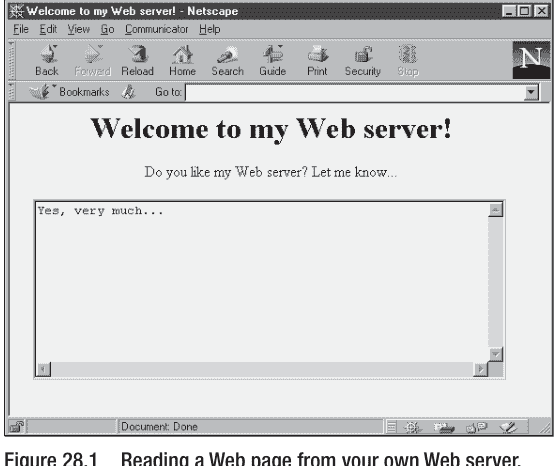 Welcome to my Web server! - Netscape
File Edit View Go Communicator Help
Back Forward Reload Home Search Guide Print Security Stop
N
Bookmarks Go to:
Welcome to my Web server!
Do you like my Web server? Let me know...
Yes, very much...
Document: Done
Figure 28.1 Reading a Web page from your own Web server.